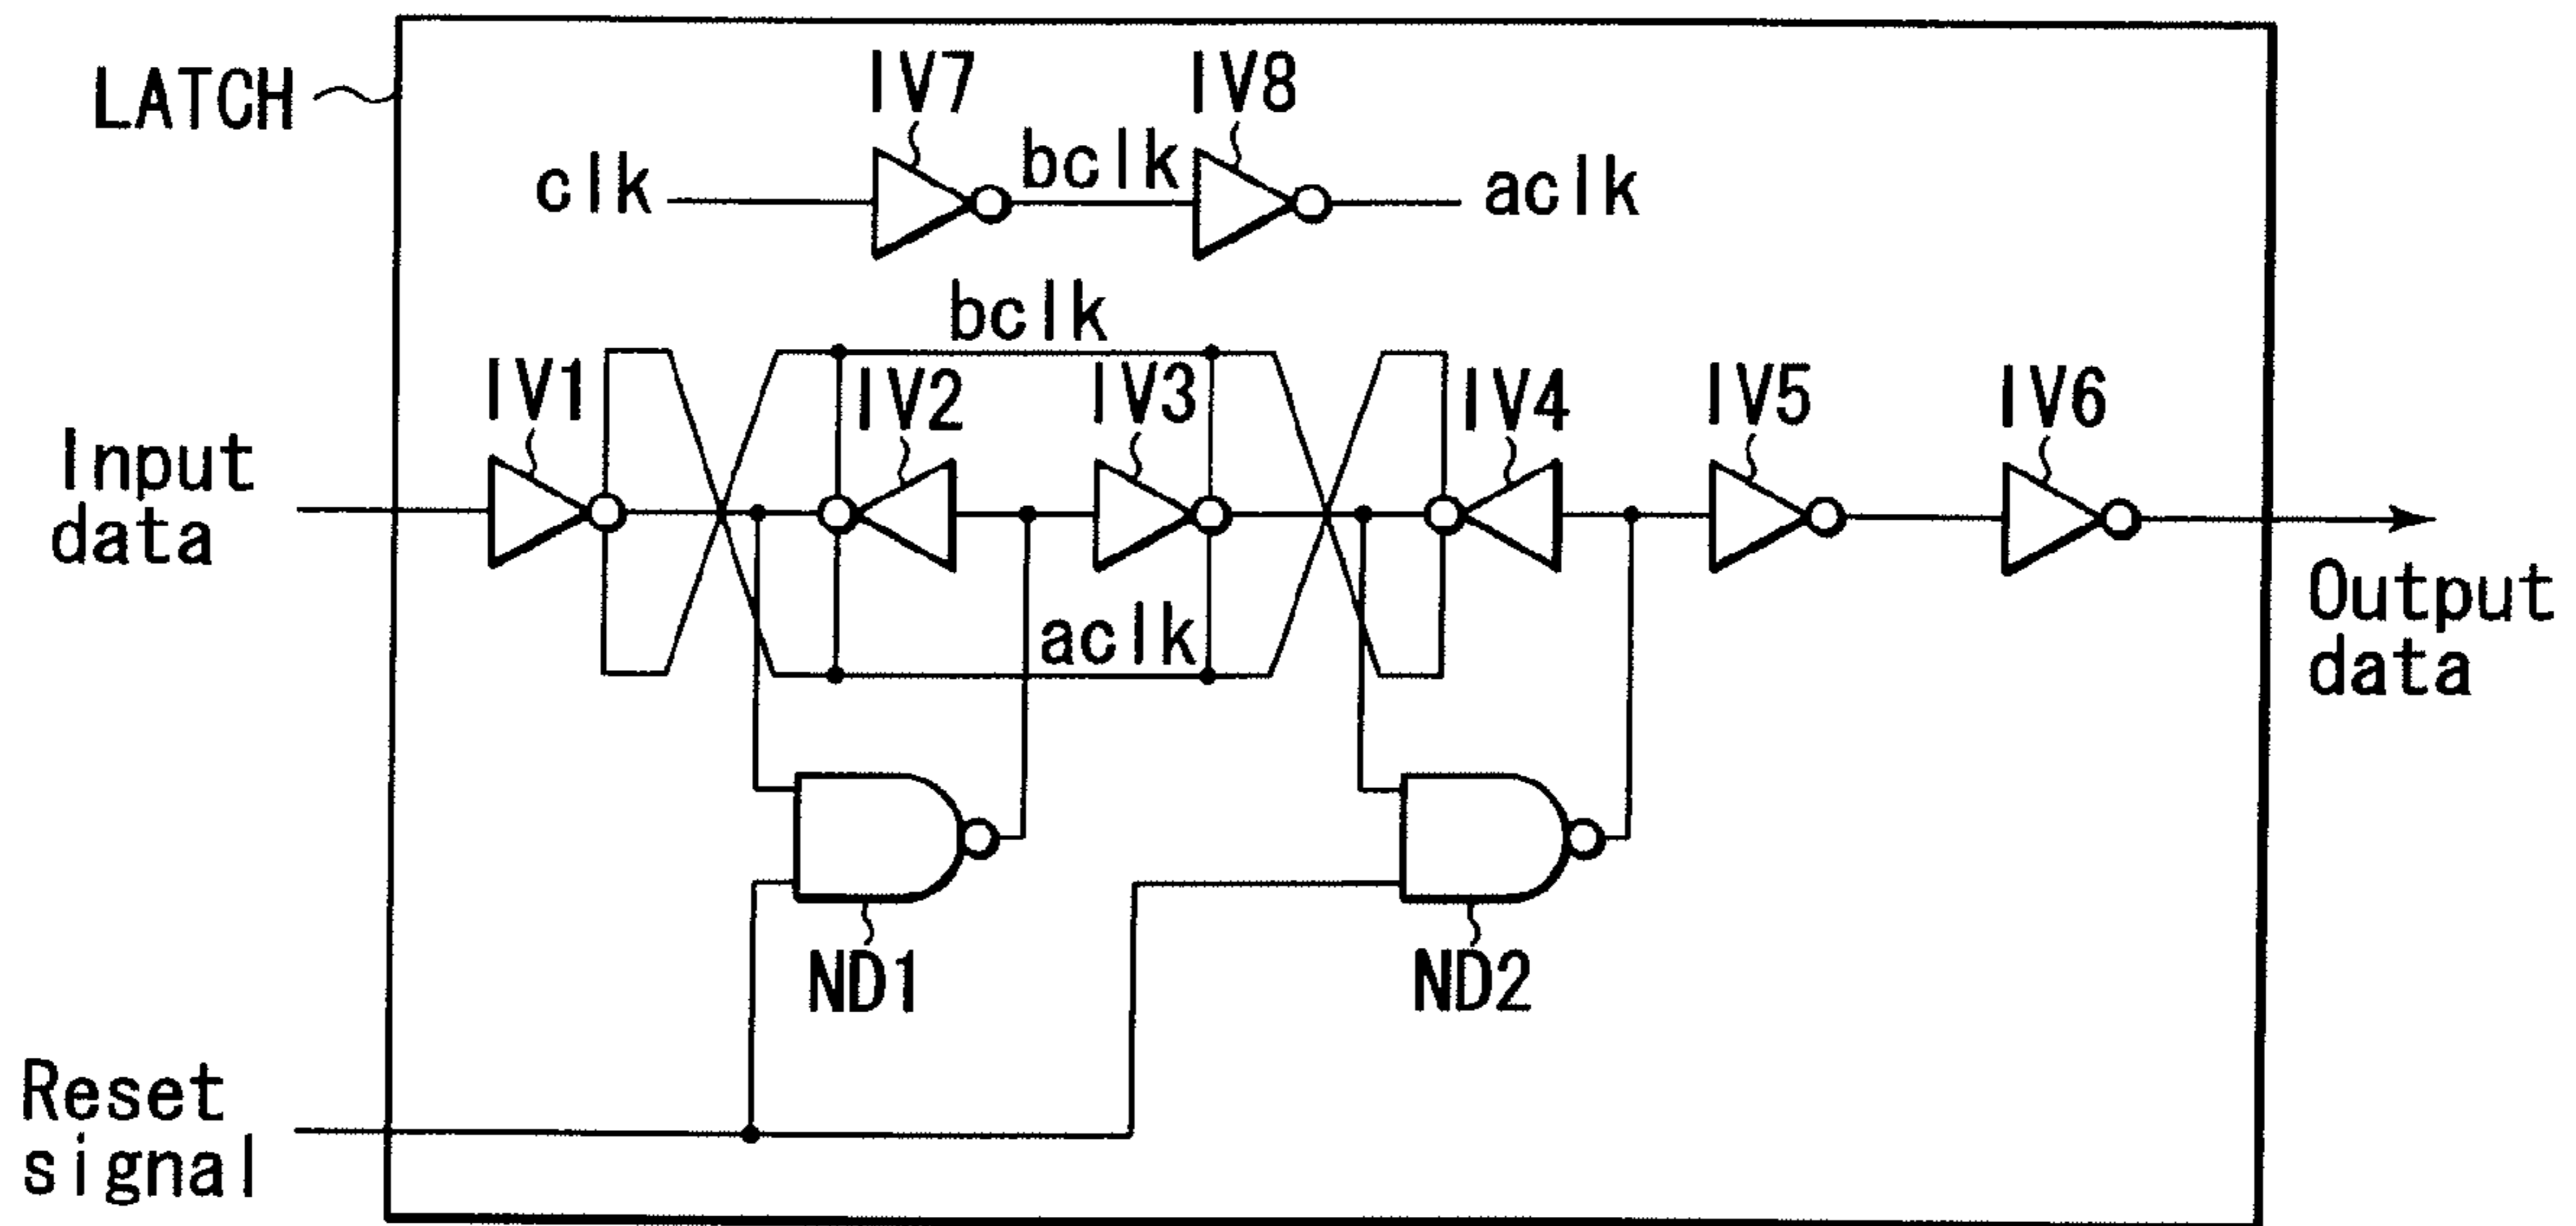 LATCH
IV7
IV8
clk
bclk
aclk
bclk
IV1
IV2
IV3
IV4
IV5
IV6
Input
data
aclk
Output
data
ND1
ND2
Reset
signal